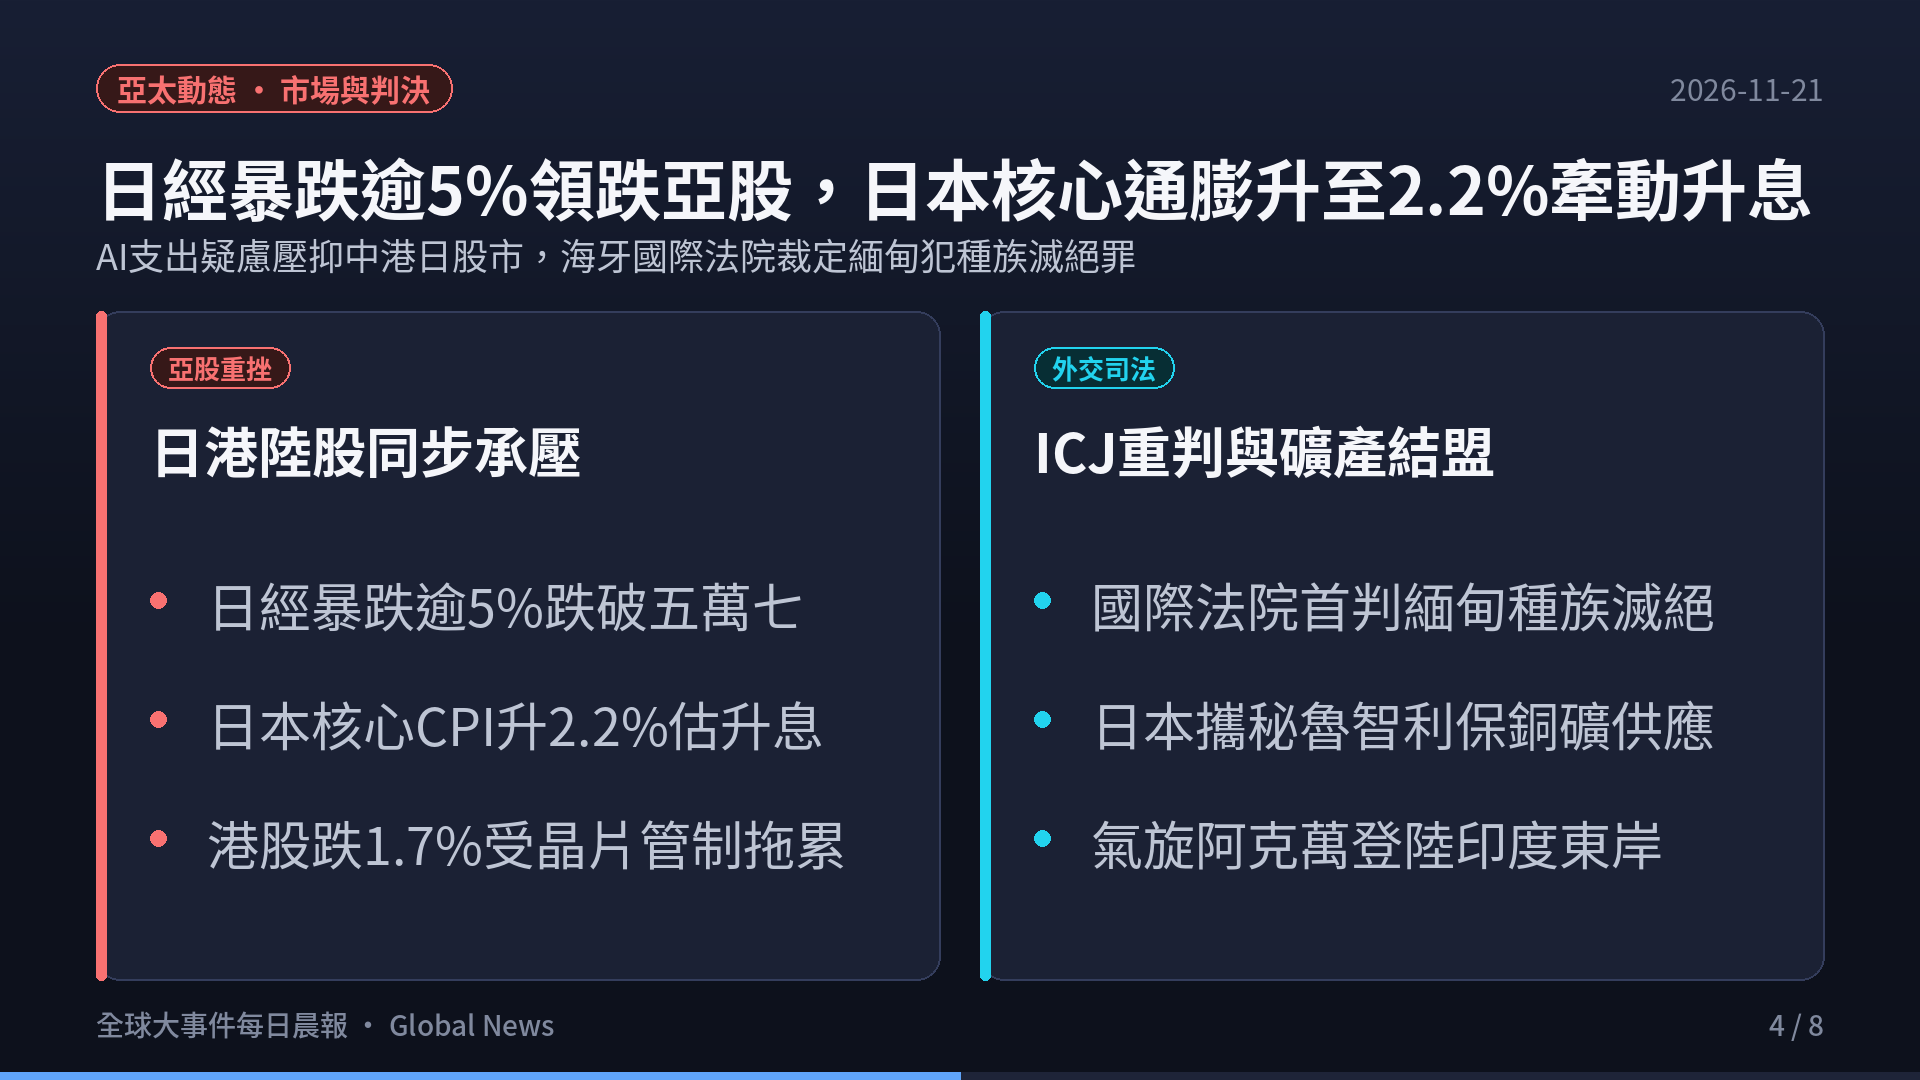 亞太動態 • 市場與判決
2026-11-21
日經暴跌逾5%領跌亞股，日本核心通膨升至2.2%牽動升息
AI支出疑慮壓抑中港日股市，海牙國際法院裁定緬甸犯種族滅絕罪
亞股重挫
日港陸股同步承壓
• 日經暴跌逾5%跌破五萬七
• 日本核心CPI升2.2%估升息
• 港股跌1.7%受晶片管制拖累
外交司法
ICJ重判與礦產結盟
• 國際法院首判緬甸種族滅絕
• 日本攜秘魯智利保銅礦供應
• 氣旋阿克萬登陸印度東岸
全球大事件每日晨報 • Global News
4 / 8